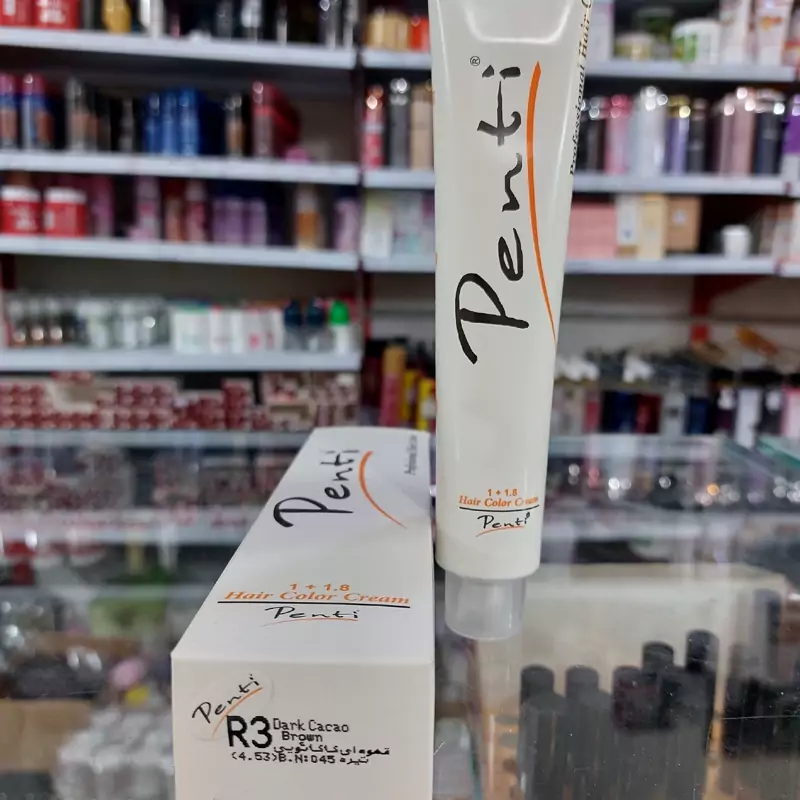 Penti®
Professional Hair C
1 + 1.8
Hair Color Cream
Penti
Penti
1 + 1.8
Hair Color Cream
Penti
Penti
R3 Dark Cacao
Brown
قهوه ای کاکائویی
(4.53) B.N: 045 تیره